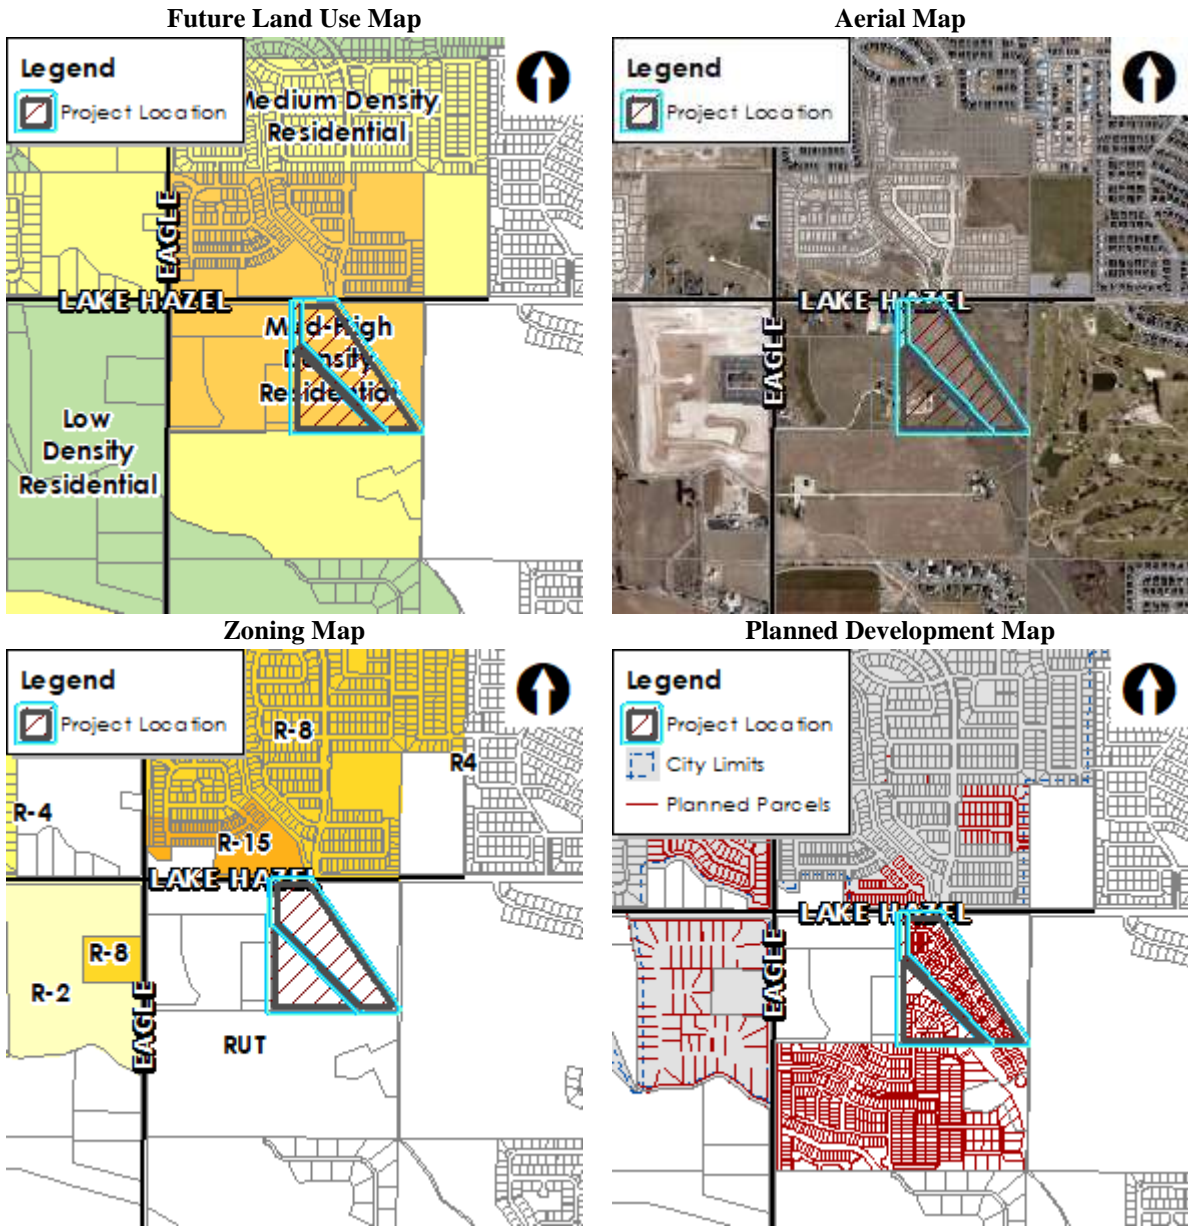 Future Land Use Map
Legend
Project Location
Medium Density
Residential
EAGLE
LAKE HAZEL
Med-High
Density
Residential
Low
Density
Residential
Aerial Map
Legend
Project Location
LAKE HAZEL
EAGLE
Zoning Map
Legend
Project Location
R-8
R4
R-4
R-15
LAKE HAZEL
R-8
R-2
EAGLE
RUT
Planned Development Map
Legend
Project Location
City Limits
Planned Parcels
LAKE HAZEL
EAGLE